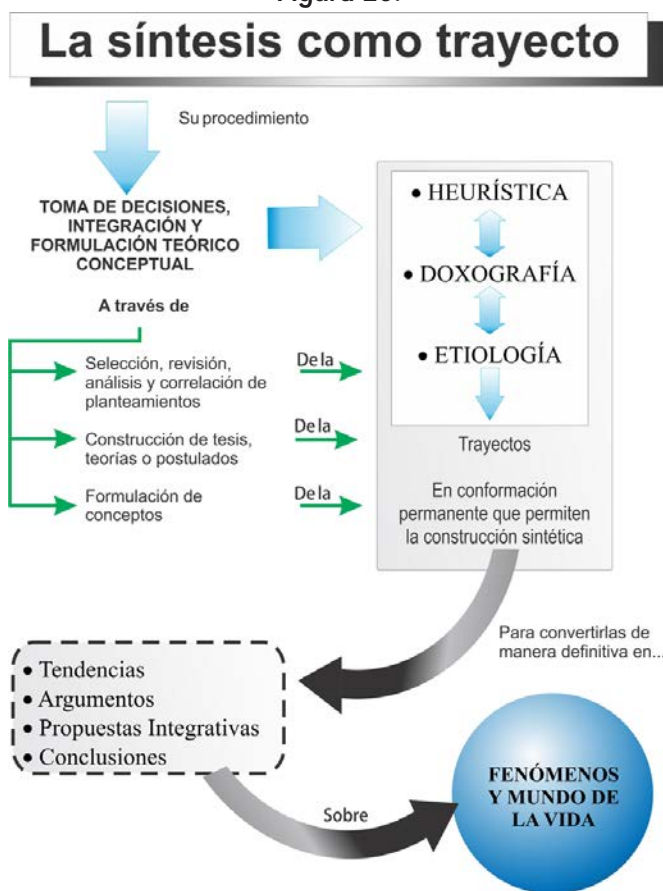 La síntesis como trayecto
Su procedimiento
TOMA DE DECISIONES,
INTEGRACIÓN Y
FORMULACIÓN TEÓRICO
CONCEPTUAL
A través de
Selección, revisión,
análisis y correlación de
planteamientos
De la
Construcción de tesis,
teorías o postulados
De la
Formulación de
conceptos
De la
• HEURÍSTICA
• DOXOGRAFÍA
• ETIOLOGÍA
Trayectos
En conformación
permanente que permiten
la construcción sintética
Para convertirlas de
manera definitiva en...
• Tendencias
• Argumentos
• Propuestas Integrativas
• Conclusiones
Sobre
FENÓMENOS
Y MUNDO DE
LA VIDA